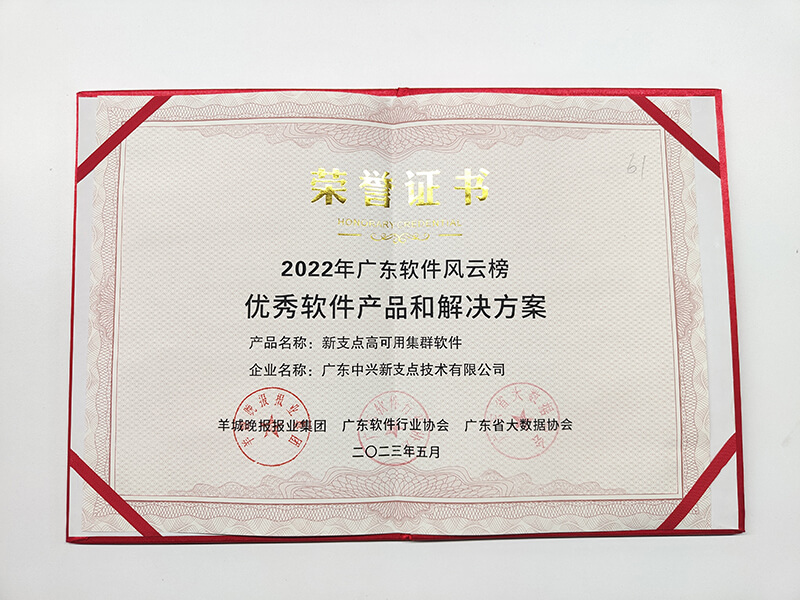 61
荣誉证书
HONORARY CREDENTIAL
2022年广东软件风云榜
优秀软件产品和解决方案
产品名称：新支点高可用集群软件
企业名称：广东中兴新支点技术有限公司
羊城晚报报业集团 广东软件行业协会 广东省大数据协会
二〇二三年五月